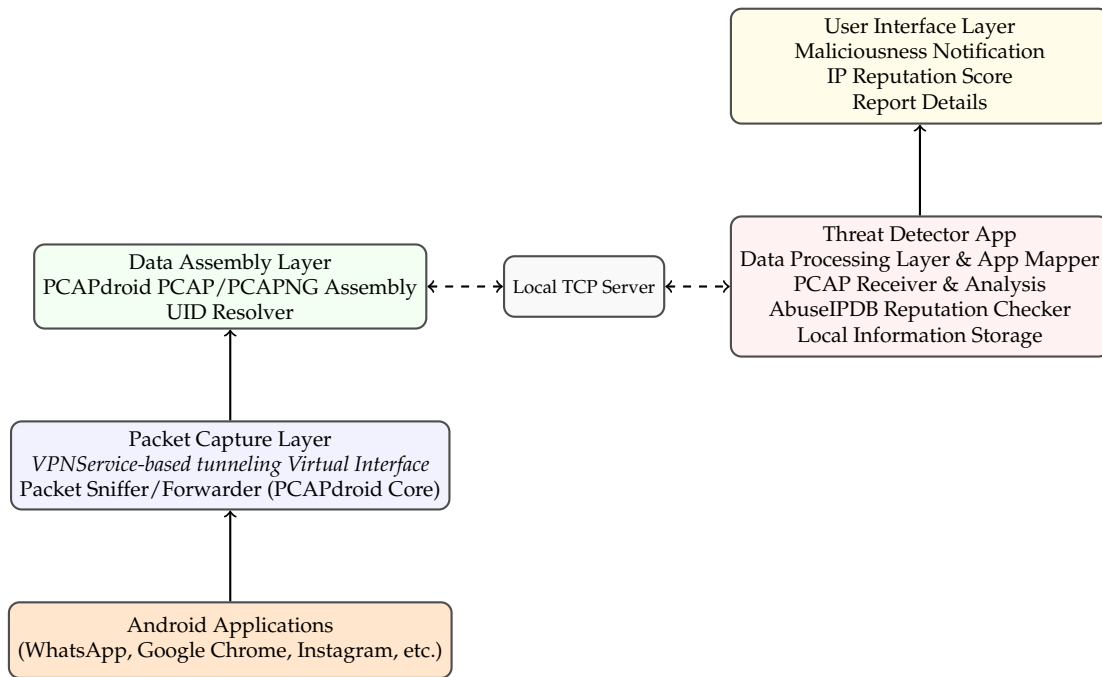 User Interface Layer
Maliciousness Notification
IP Reputation Score
Report Details
Threat Detector App
Data Processing Layer & App Mapper
PCAP Receiver & Analysis
AbuseIPDB Reputation Checker
Local Information Storage
Data Assembly Layer
PCAPdroid PCAP/PCAPNG Assembly
UID Resolver
Local TCP Server
Packet Capture Layer
VPNService-based tunneling Virtual Interface
Packet Sniffer/Forwarder (PCAPdroid Core)
Android Applications
(WhatsApp, Google Chrome, Instagram, etc.)